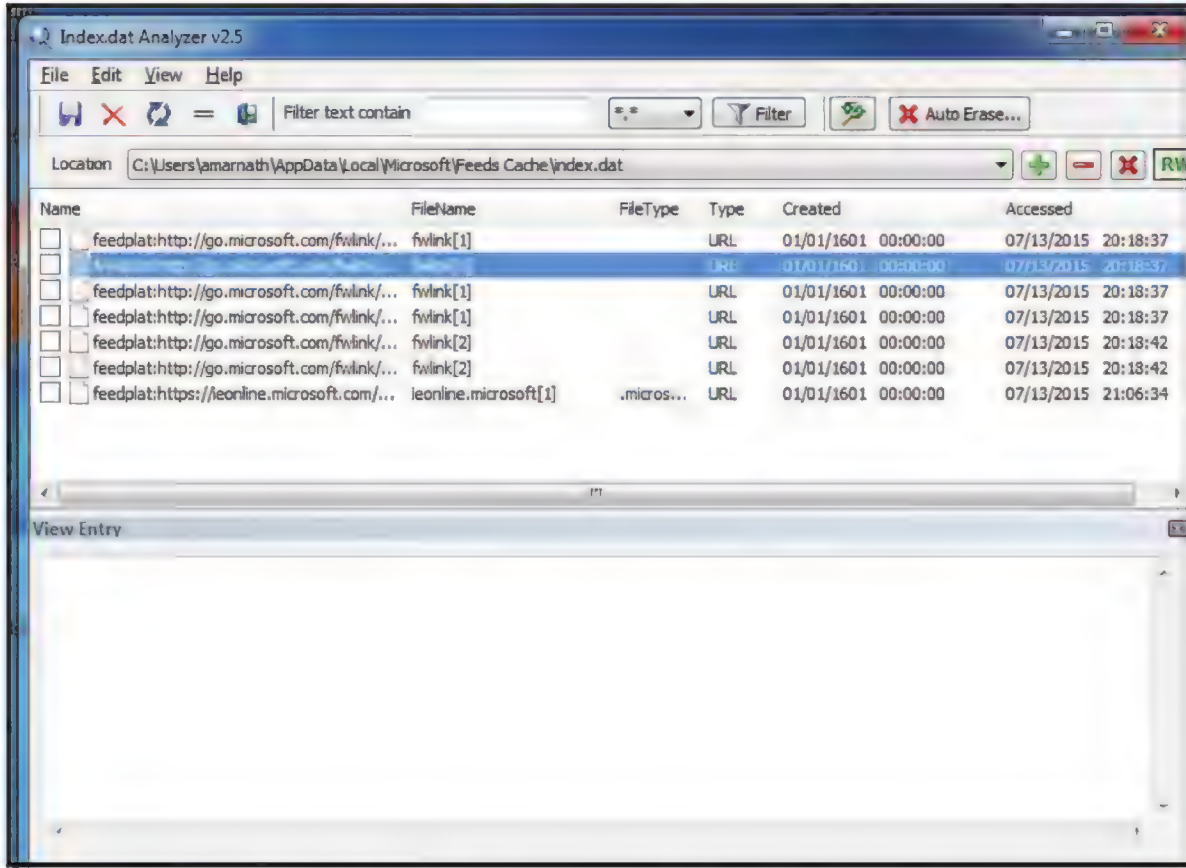 Index.dat Analyzer v2.5
File Edit View Help
Filter text contain *.* Filter Auto Erase...
Location C:\Users\amarnath\AppData\Local\Microsoft\Feeds Cache\index.dat RW
Name FileName FileType Type Created Accessed
feedplat:http://go.microsoft.com/fwlink/... fwlink[1] URL 01/01/1601 00:00:00 07/13/2015 20:18:37
URL 01/01/1601 00:00:00 07/13/2015 20:18:37
feedplat:http://go.microsoft.com/fwlink/... fwlink[1] URL 01/01/1601 00:00:00 07/13/2015 20:18:37
feedplat:http://go.microsoft.com/fwlink/... fwlink[1] URL 01/01/1601 00:00:00 07/13/2015 20:18:37
feedplat:http://go.microsoft.com/fwlink/... fwlink[2] URL 01/01/1601 00:00:00 07/13/2015 20:18:42
feedplat:http://go.microsoft.com/fwlink/... fwlink[2] URL 01/01/1601 00:00:00 07/13/2015 20:18:42
feedplat:https://ieonline.microsoft.com/... ieonline.microsoft[1] .micros... URL 01/01/1601 00:00:00 07/13/2015 21:06:34
View Entry